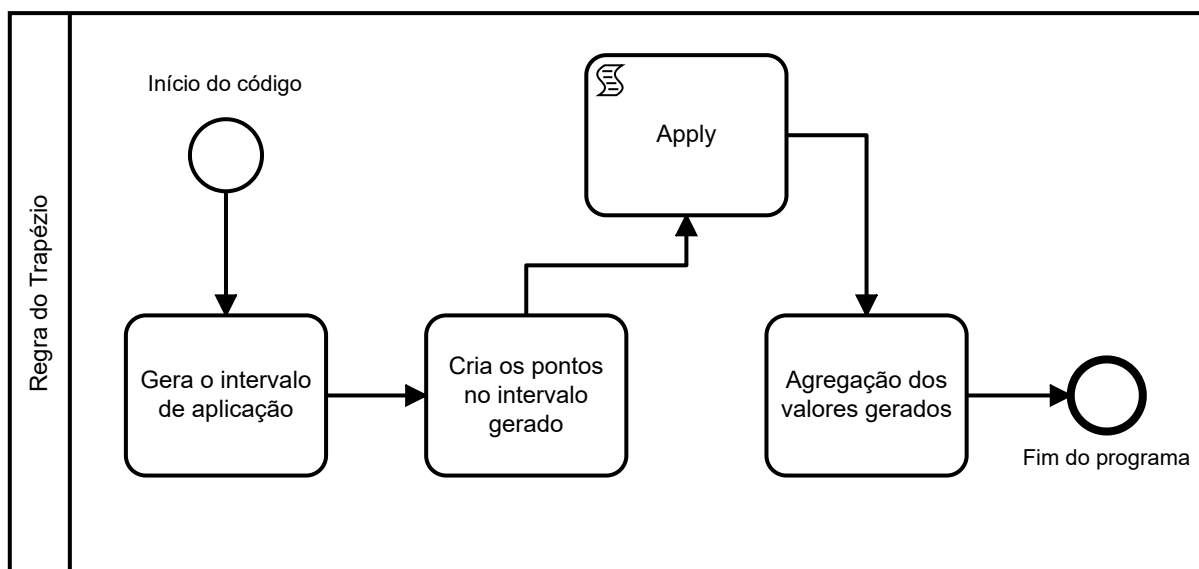 Regra do Trapézio
Início do código
Gera o intervalo
de aplicação
Cria os pontos
no intervalo
gerado
Apply
Agregação dos
valores gerados
Fim do programa